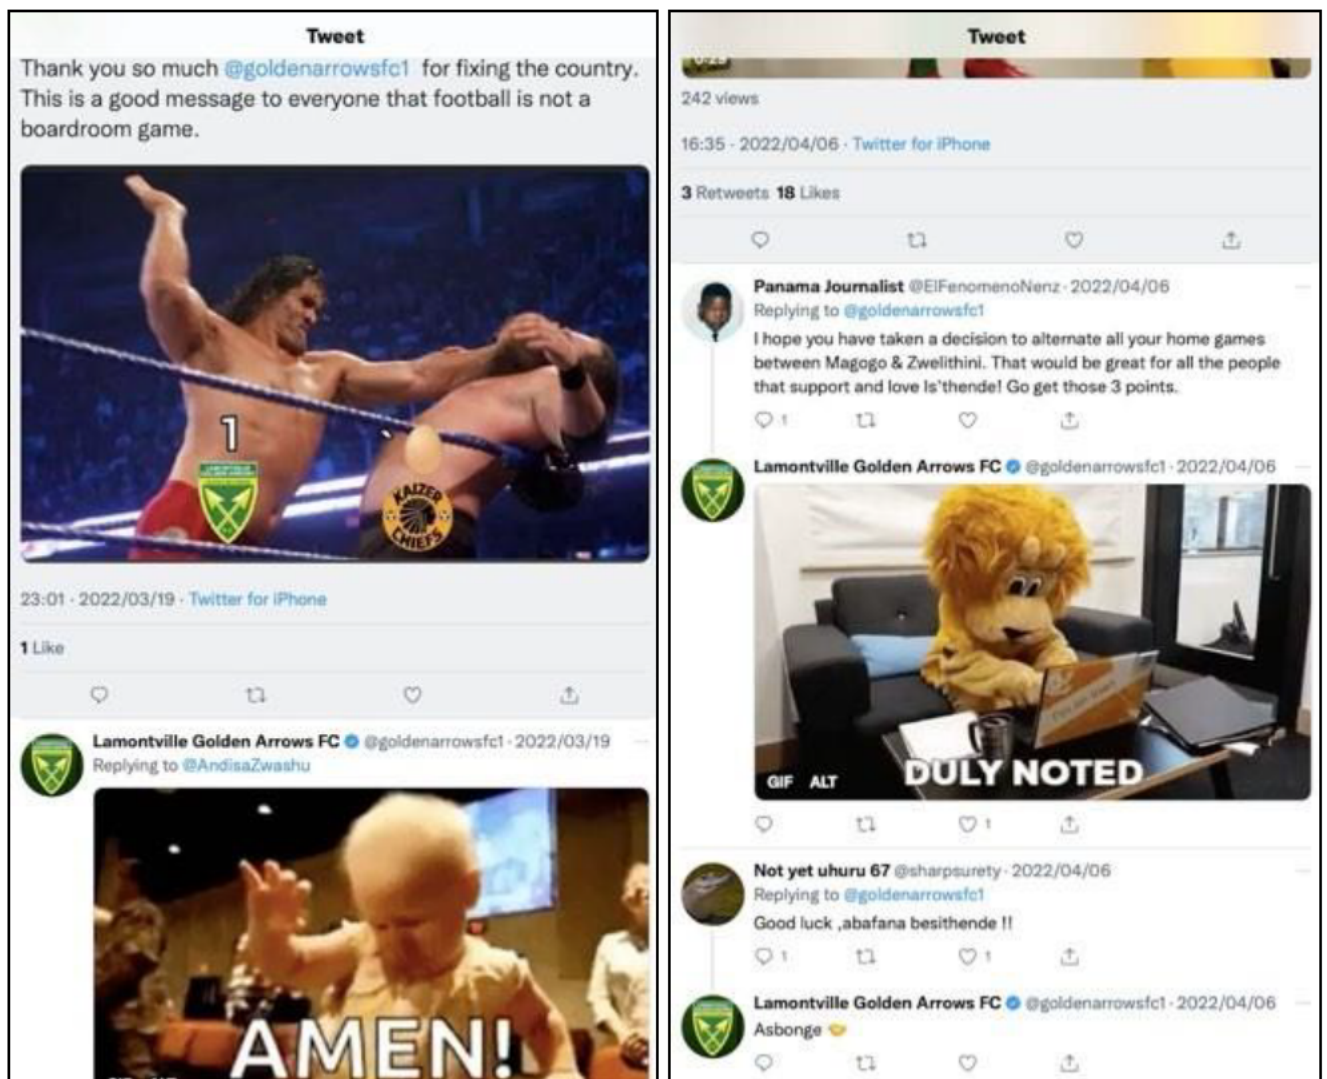 Tweet
Thank you so much @goldenarrowsfc1 for fixing the country.
This is a good message to everyone that football is not a
boardroom game.
1
LAMONTVILLE
KAIZER
CHIEFS
23:01 · 2022/03/19 · Twitter for iPhone
1 Like
Lamontville Golden Arrows FC @goldenarrowsfc1 · 2022/03/19
Replying to @AndisaZwashu
AMEN!
Tweet
0:29
242 views
16:35 · 2022/04/06 · Twitter for iPhone
3 Retweets 18 Likes
Panama Journalist @ElFenomenoNenz · 2022/04/06
Replying to @goldenarrowsfc1
I hope you have taken a decision to alternate all your home games
between Magogo & Zwelithini. That would be great for all the people
that support and love Is'thende! Go get those 3 points.
1
Lamontville Golden Arrows FC @goldenarrowsfc1 · 2022/04/06
GIF ALT
DULY NOTED
1
Not yet uhuru 67 @sharpsurety · 2022/04/06
Replying to @goldenarrowsfc1
Good luck ,abafana besithende !!
1 1
Lamontville Golden Arrows FC @goldenarrowsfc1 · 2022/04/06
Asbonge